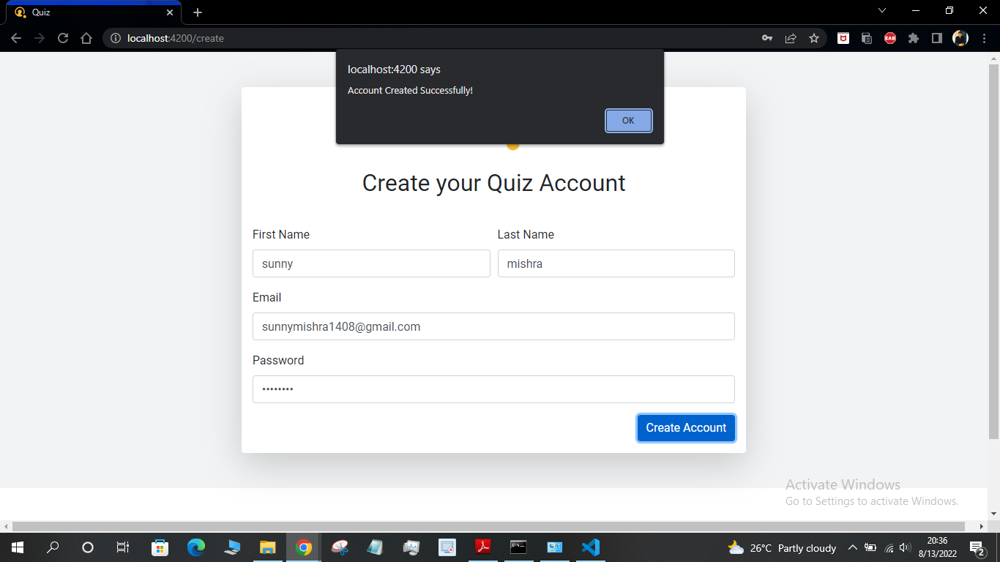 Quiz
localhost:4200/create
localhost:4200 says
Account Created Successfully!
OK
Create your Quiz Account
First Name
Last Name
sunny
mishra
Email
sunnymishra1408@gmail.com
Password
••••••••
Create Account
Activate Windows
Go to Settings to activate Windows.
26°C Partly cloudy
20:36
8/13/2022
2
EAB